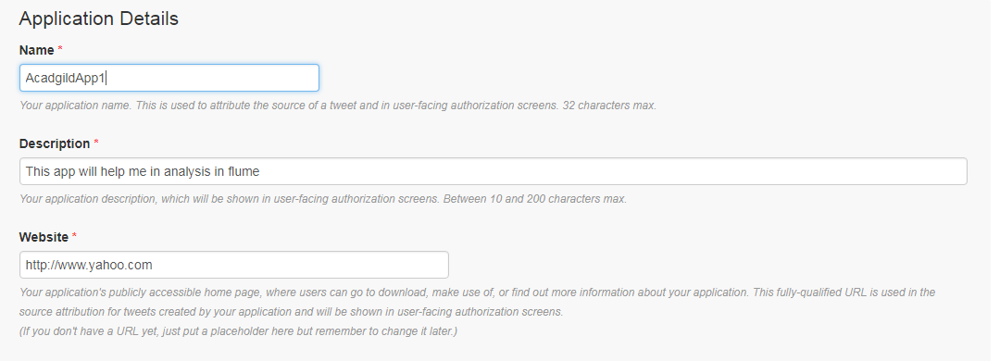 Application Details
Name *
AcadgildApp1
Your application name. This is used to attribute the source of a tweet and in user-facing authorization screens. 32 characters max.
Description *
This app will help me in analysis in flume
Your application description, which will be shown in user-facing authorization screens. Between 10 and 200 characters max.
Website *
http://www.yahoo.com
Your application's publicly accessible home page, where users can go to download, make use of, or find out more information about your application. This fully-qualified URL is used in the
source attribution for tweets created by your application and will be shown in user-facing authorization screens.
(If you don't have a URL yet, just put a placeholder here but remember to change it later.)